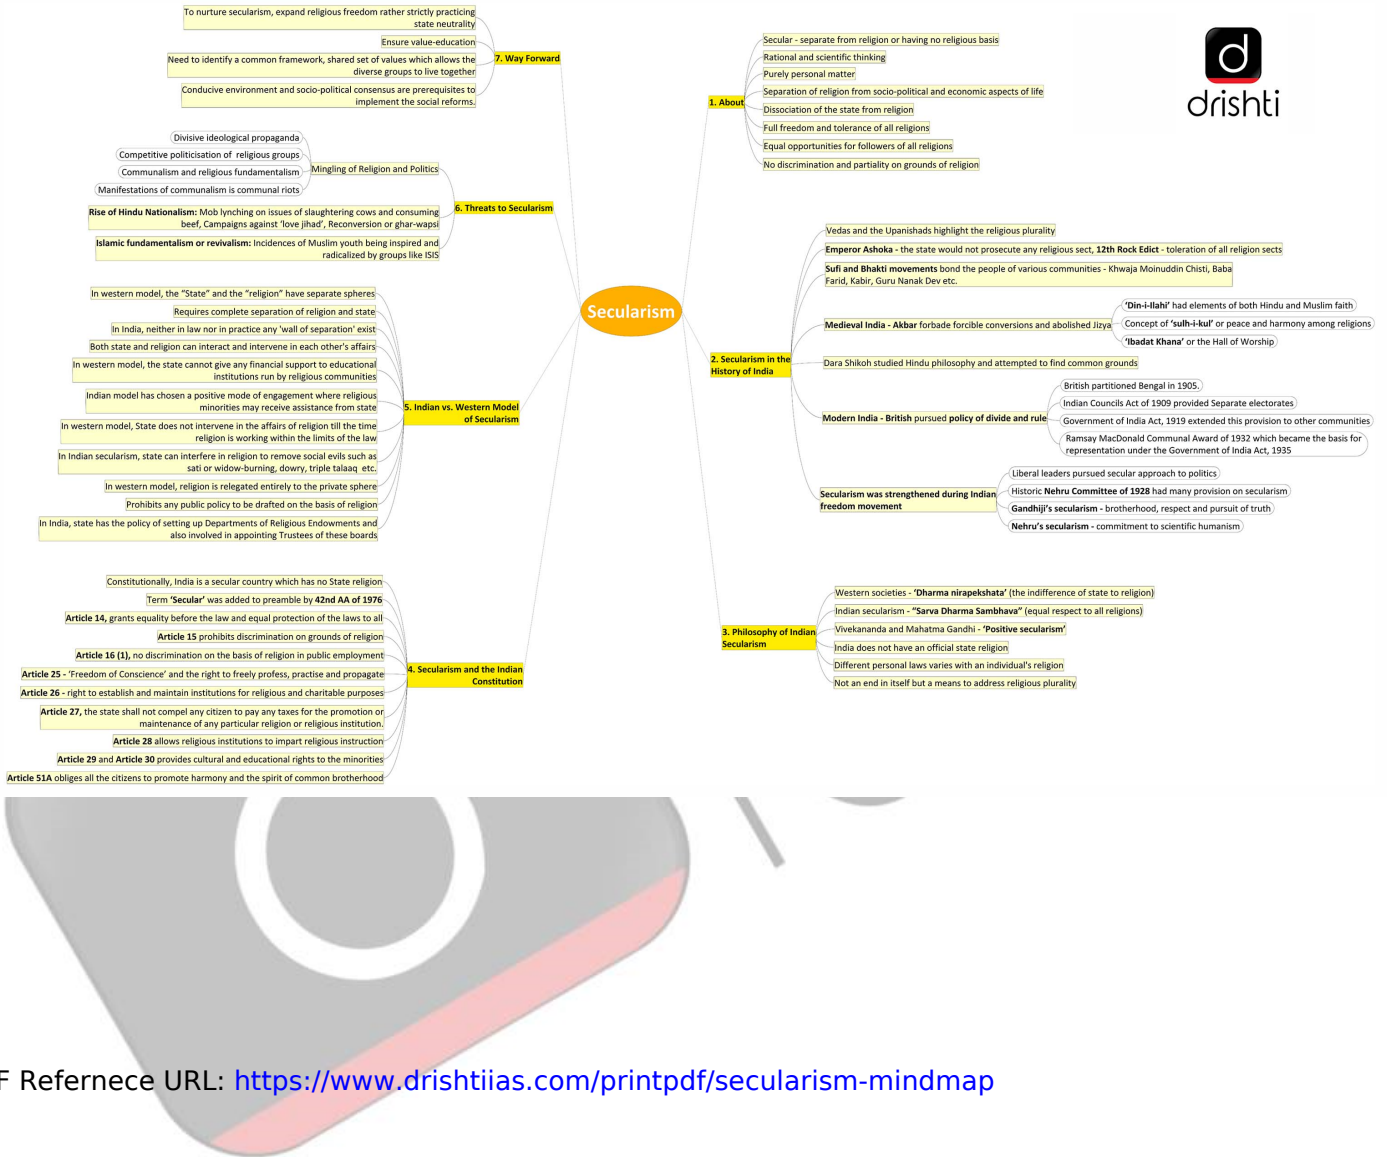 drishti
Secularism
1. About
Secular - separate from religion or having no religious basis
Rational and scientific thinking
Purely personal matter
Separation of religion from socio-political and economic aspects of life
Dissociation of the state from religion
Full freedom and tolerance of all religions
Equal opportunities for followers of all religions
No discrimination and partiality on grounds of religion
2. Secularism in the
History of India
Vedas and the Upanishads highlight the religious plurality
Emperor Ashoka - the state would not prosecute any religious sect, 12th Rock Edict - toleration of all religion sects
Sufi and Bhakti movements bond the people of various communities - Khwaja Moinuddin Chisti, Baba
Farid, Kabir, Guru Nanak Dev etc.
Medieval India - Akbar forbade forcible conversions and abolished Jizya
‘Din-i-Ilahi’ had elements of both Hindu and Muslim faith
Concept of ‘sulh-i-kul’ or peace and harmony among religions
‘Ibadat Khana’ or the Hall of Worship
Dara Shikoh studied Hindu philosophy and attempted to find common grounds
Modern India - British pursued policy of divide and rule
British partitioned Bengal in 1905.
Indian Councils Act of 1909 provided Separate electorates
Government of India Act, 1919 extended this provision to other communities
Ramsay MacDonald Communal Award of 1932 which became the basis for
representation under the Government of India Act, 1935
Secularism was strengthened during Indian
freedom movement
Liberal leaders pursued secular approach to politics
Historic Nehru Committee of 1928 had many provision on secularism
Gandhiji’s secularism - brotherhood, respect and pursuit of truth
Nehru’s secularism - commitment to scientific humanism
3. Philosophy of Indian
Secularism
Western societies - ‘Dharma nirapekshata’ (the indifference of state to religion)
Indian secularism - “Sarva Dharma Sambhava” (equal respect to all religions)
Vivekananda and Mahatma Gandhi - ‘Positive secularism’
India does not have an official state religion
Different personal laws varies with an individual's religion
Not an end in itself but a means to address religious plurality
4. Secularism and the Indian
Constitution
Constitutionally, India is a secular country which has no State religion
Term ‘Secular’ was added to preamble by 42nd AA of 1976
Article 14, grants equality before the law and equal protection of the laws to all
Article 15 prohibits discrimination on grounds of religion
Article 16 (1), no discrimination on the basis of religion in public employment
Article 25 - ‘Freedom of Conscience’ and the right to freely profess, practise and propagate
Article 26 - right to establish and maintain institutions for religious and charitable purposes
Article 27, the state shall not compel any citizen to pay any taxes for the promotion or
maintenance of any particular religion or religious institution.
Article 28 allows religious institutions to impart religious instruction
Article 29 and Article 30 provides cultural and educational rights to the minorities
Article 51A obliges all the citizens to promote harmony and the spirit of common brotherhood
5. Indian vs. Western Model
of Secularism
In western model, the “State” and the “religion” have separate spheres
Requires complete separation of religion and state
In India, neither in law nor in practice any 'wall of separation' exist
Both state and religion can interact and intervene in each other's affairs
In western model, the state cannot give any financial support to educational
institutions run by religious communities
Indian model has chosen a positive mode of engagement where religious
minorities may receive assistance from state
In western model, State does not intervene in the affairs of religion till the time
religion is working within the limits of the law
In Indian secularism, state can interfere in religion to remove social evils such as
sati or widow-burning, dowry, triple talaaq etc.
In western model, religion is relegated entirely to the private sphere
Prohibits any public policy to be drafted on the basis of religion
In India, state has the policy of setting up Departments of Religious Endowments and
also involved in appointing Trustees of these boards
6. Threats to Secularism
Mingling of Religion and Politics
Divisive ideological propaganda
Competitive politicisation of religious groups
Communalism and religious fundamentalism
Manifestations of communalism is communal riots
Rise of Hindu Nationalism: Mob lynching on issues of slaughtering cows and consuming
beef, Campaigns against ‘love jihad’, Reconversion or ghar-wapsi
Islamic fundamentalism or revivalism: Incidences of Muslim youth being inspired and
radicalized by groups like ISIS
7. Way Forward
To nurture secularism, expand religious freedom rather strictly practicing
state neutrality
Ensure value-education
Need to identify a common framework, shared set of values which allows the
diverse groups to live together
Conducive environment and socio-political consensus are prerequisites to
implement the social reforms.
F Refernece URL: https://www.drishtiias.com/printpdf/secularism-mindmap